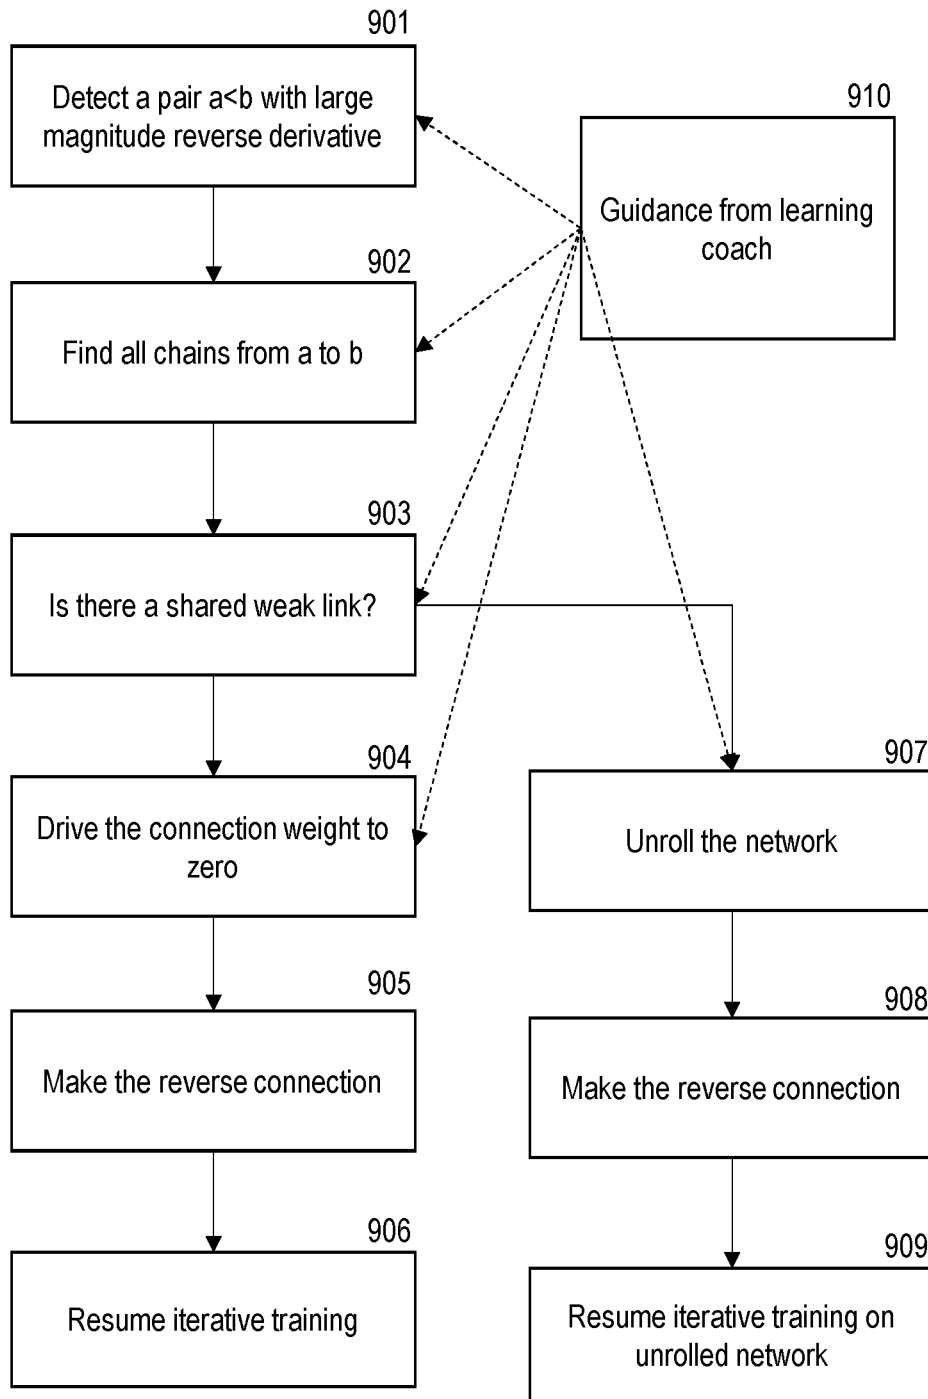 901
Detect a pair a<b with large
magnitude reverse derivative
910
Guidance from learning
coach
902
Find all chains from a to b
903
Is there a shared weak link?
904
Drive the connection weight to
zero
907
Unroll the network
905
Make the reverse connection
908
Make the reverse connection
906
Resume iterative training
909
Resume iterative training on
unrolled network